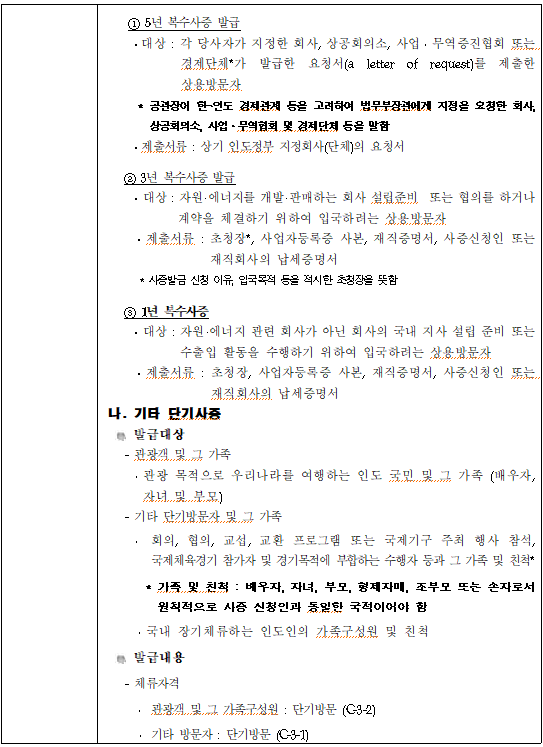 ① 5년 복수사증 발급
· 대상 : 각 당사자가 지정한 회사, 상공회의소, 사업 · 무역증진협회 또는
경제단체*가 발급한 요청서(a letter of request)를 제출한
상용방문자
* 공관장이 한-인도 경제관계 등을 고려하여 법무부장관에게 지정을 요청한 회사,
상공회의소, 사업 · 무역협회 및 경제단체 등을 말함
· 제출서류 : 상기 인도정부 지정회사(단체)의 요청서
② 3년 복수사증 발급
· 대상 : 자원·에너지를 개발·판매하는 회사 설립준비 또는 협의를 하거나
계약을 체결하기 위하여 입국하려는 상용방문자
· 제출서류 : 초청장*, 사업자등록증 사본, 재직증명서, 사증신청인 또는
재직회사의 납세증명서
* 사증발급 신청 이유, 입국목적 등을 적시한 초청장을 뜻함
③ 1년 복수사증
· 대상 : 자원·에너지 관련 회사가 아닌 회사의 국내 지사 설립 준비 또는
수출입 활동을 수행하기 위하여 입국하려는 상용방문자
· 제출서류 : 초청장, 사업자등록증 사본, 재직증명서, 사증신청인 또는
재직회사의 납세증명서
나. 기타 단기사증
발급대상
- 관광객 및 그 가족
· 관광 목적으로 우리나라를 여행하는 인도 국민 및 그 가족 (배우자,
자녀 및 부모)
- 기타 단기방문자 및 그 가족
· 회의, 협의, 교섭, 교환 프로그램 또는 국제기구 주최 행사 참석,
국제체육경기 참가자 및 경기목적에 부합하는 수행자 등과 그 가족 및 친척*
* 가족 및 친척 : 배우자, 자녀, 부모, 형제자매, 조부모 또는 손자로서
원칙적으로 사증 신청인과 동일한 국적이어야 함
· 국내 장기체류하는 인도인의 가족구성원 및 친척
발급내용
- 체류자격
· 관광객 및 그 가족구성원 : 단기방문 (C-3-2)
· 기타 방문자 : 단기방문 (C-3-1)